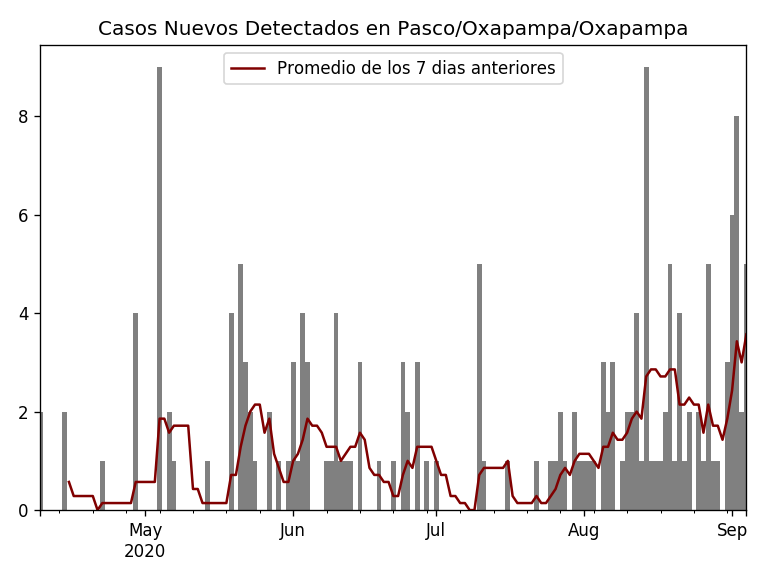 Casos Nuevos Detectados en Pasco/Oxapampa/Oxapampa
Promedio de los 7 dias anteriores
8
6
4
2
0
May Jun Jul Aug Sep
2020